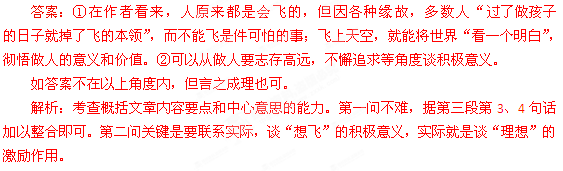 答案：①在作者看来，人原来都是会飞的，但因各种缘故，多数人“过了做孩子
的日子就掉了飞的本领”，而不能飞是件可怕的事；飞上天空，就能将世界“看一个明白”，
彻悟做人的意义和价值。②可以从做人要志存高远，不懈追求等角度谈积极意义。
如答案不在以上角度内，但言之成理也可。
解析：考查概括文章内容要点和中心意思的能力。第一问不难，据第三段第 3、4 句话
加以整合即可。第二问关键是要联系实际，谈“想飞”的积极意义，实际就是谈“理想”的
激励作用。